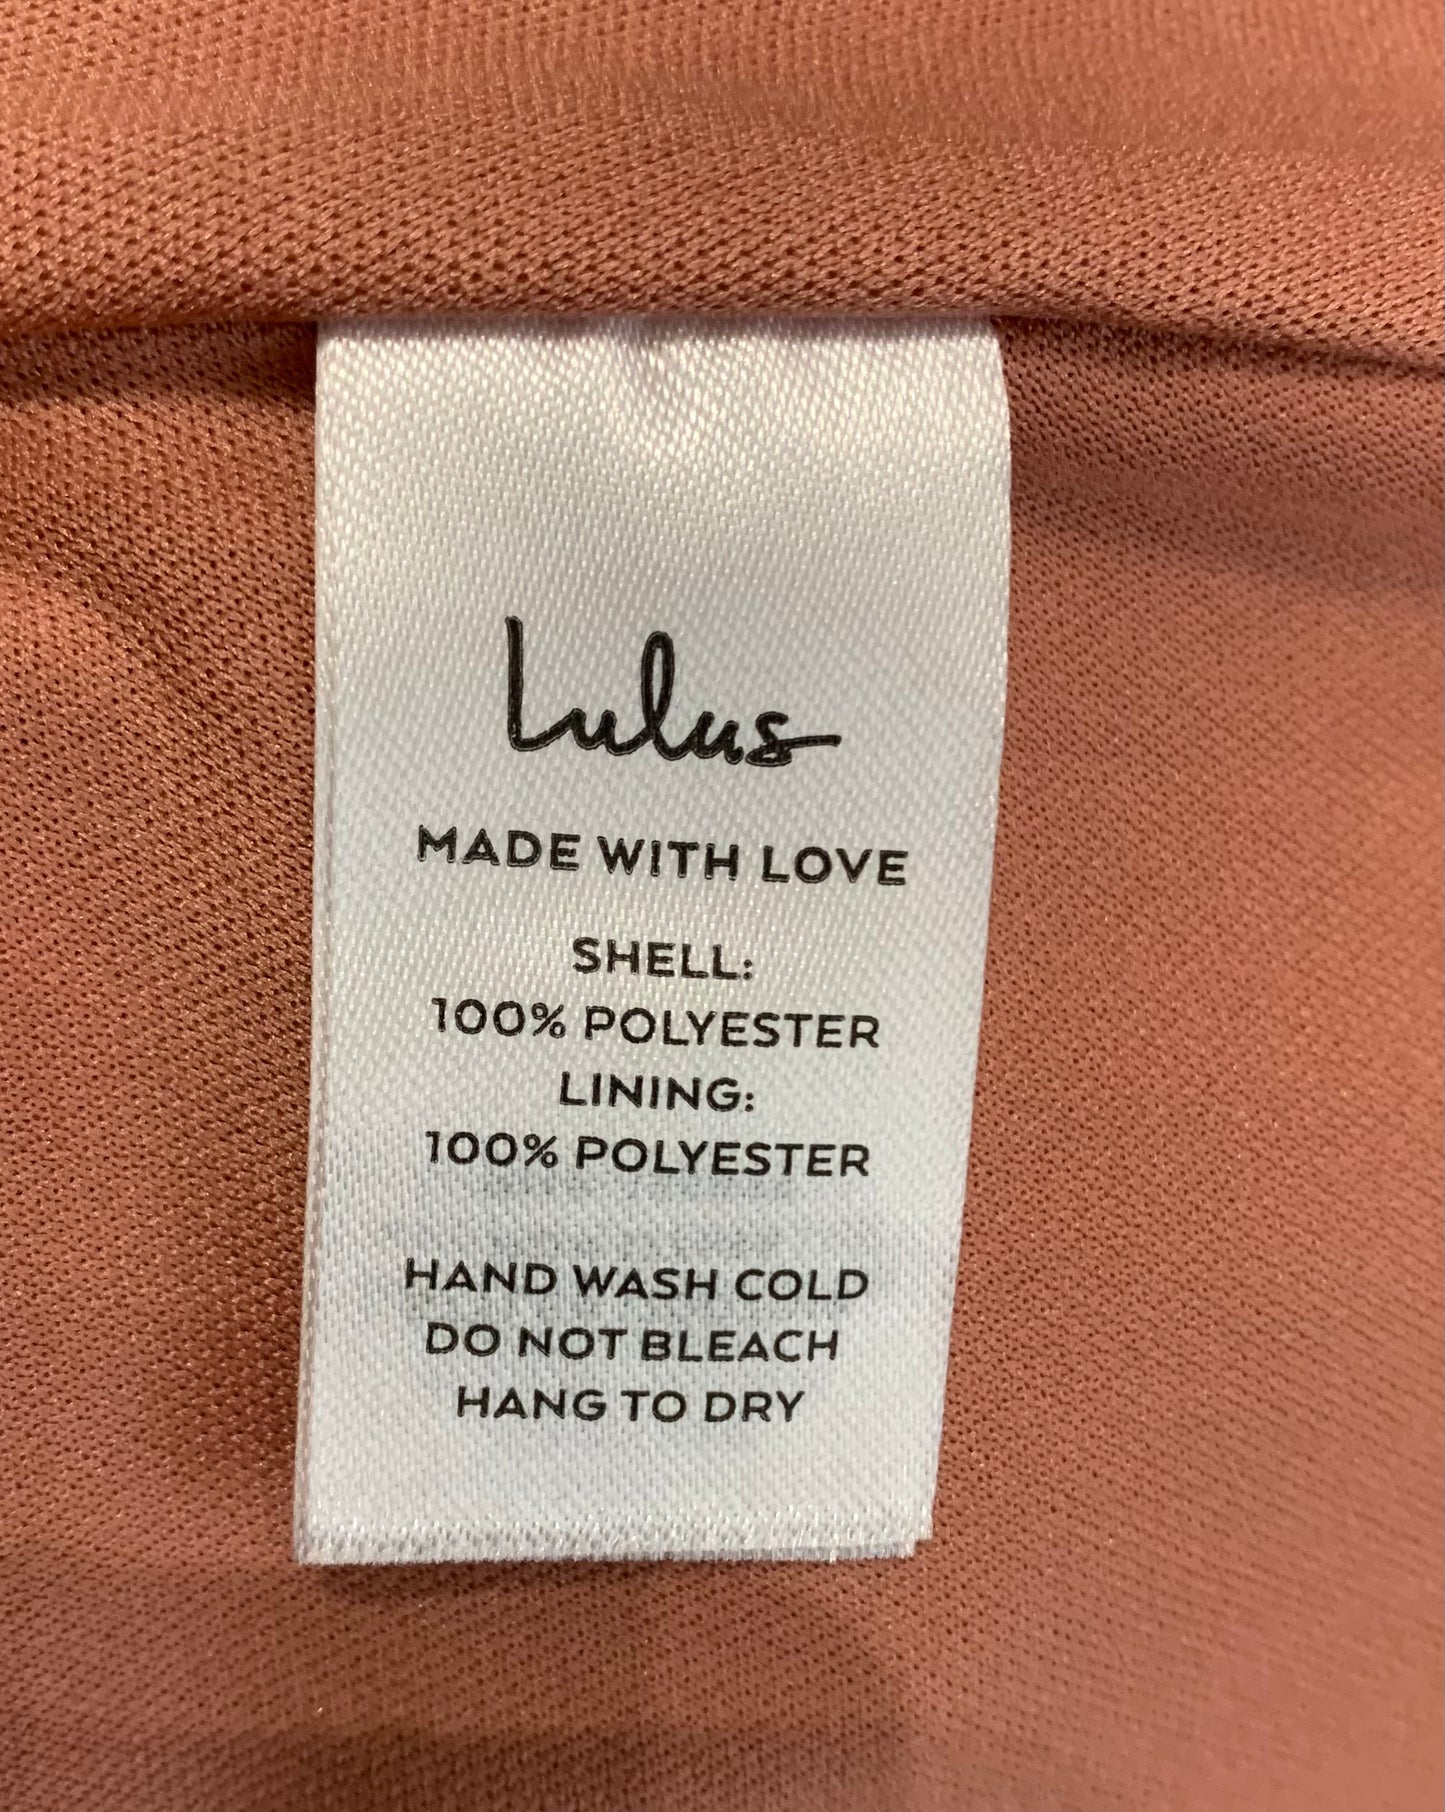 Lulus
MADE WITH LOVE
SHELL:
100% POLYESTER
LINING:
100% POLYESTER
HAND WASH COLD
DO NOT BLEACH
HANG TO DRY